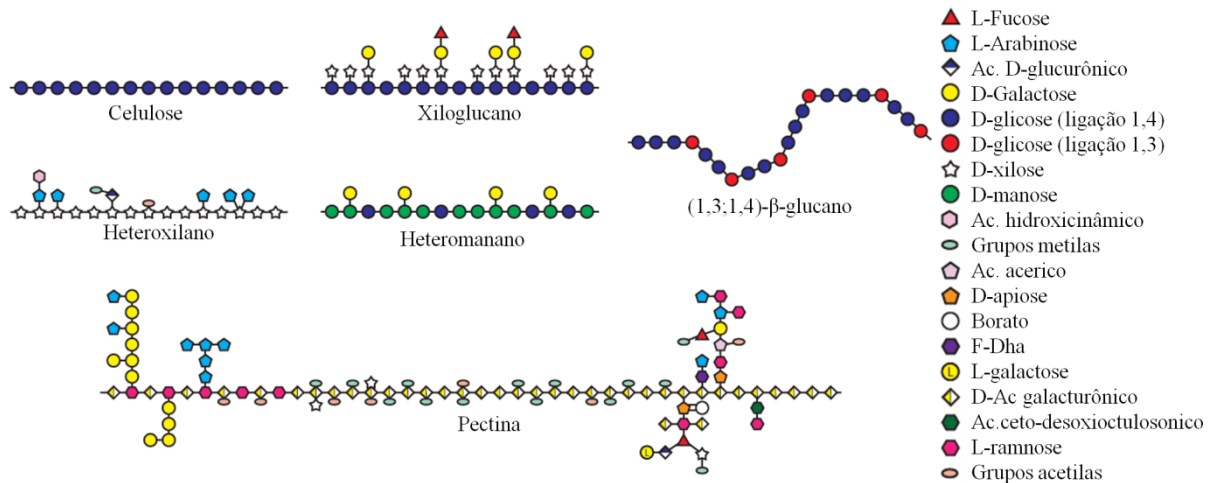 Celulose
Xiloglucano
(1,3;1,4)-β-glucano
Heteroxilano
Heteromanano
Pectina
L
L
L-Fucose
L-Arabinose
Ac. D-glucurônico
D-Galactose
D-glicose (ligação 1,4)
D-glicose (ligação 1,3)
D-xilose
D-manose
Ac. hidroxicinâmico
Grupos metilas
Ac. acerico
D-apiose
Borato
F-Dha
L-galactose
D-Ac galacturônico
Ac.ceto-desoxioctulosonico
L-ramnose
Grupos acetilas